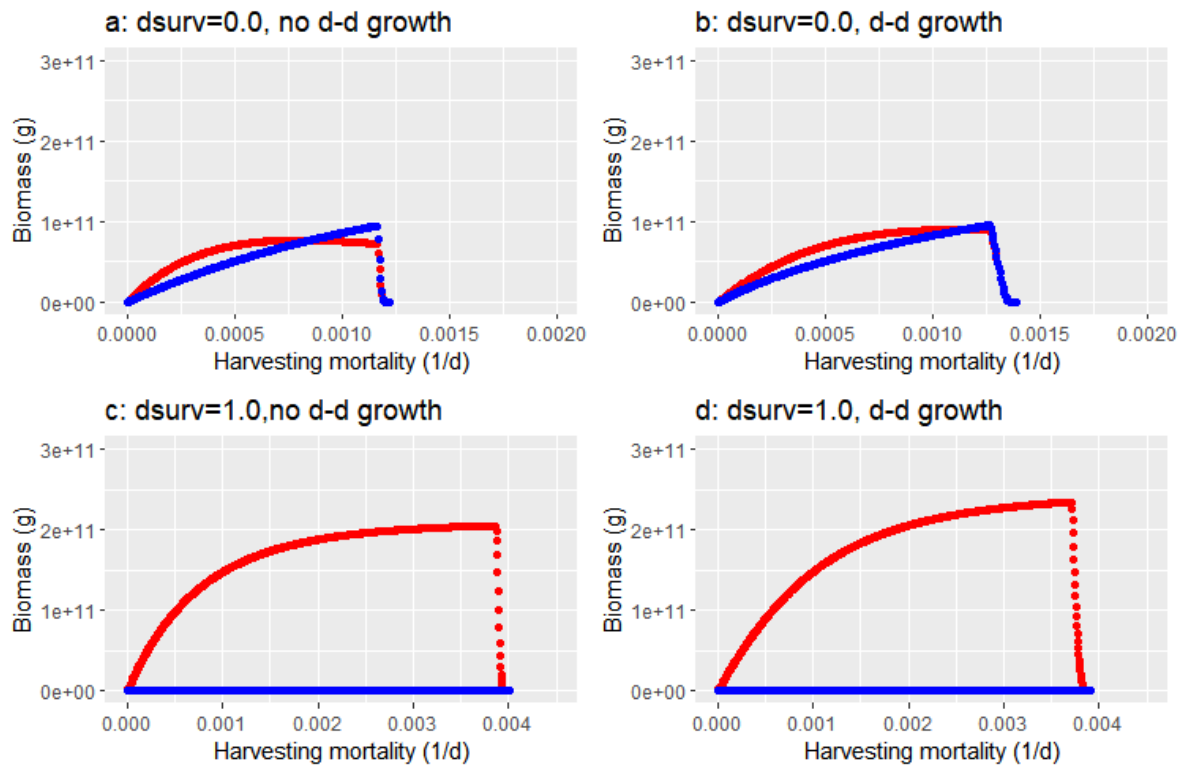 a: dsurv=0.0, no d-d growth
3e+11
2e+11
1e+11
0e+00
Biomass (g)
0.0000 0.0005 0.0010 0.0015 0.0020
Harvesting mortality (1/d)
b: dsurv=0.0, d-d growth
3e+11
2e+11
1e+11
0e+00
Biomass (g)
0.0000 0.0005 0.0010 0.0015 0.0020
Harvesting mortality (1/d)
c: dsurv=1.0,no d-d growth
3e+11
2e+11
1e+11
0e+00
Biomass (g)
0.000 0.001 0.002 0.003 0.004
Harvesting mortality (1/d)
d: dsurv=1.0, d-d growth
3e+11
2e+11
1e+11
0e+00
Biomass (g)
0.000 0.001 0.002 0.003 0.004
Harvesting mortality (1/d)